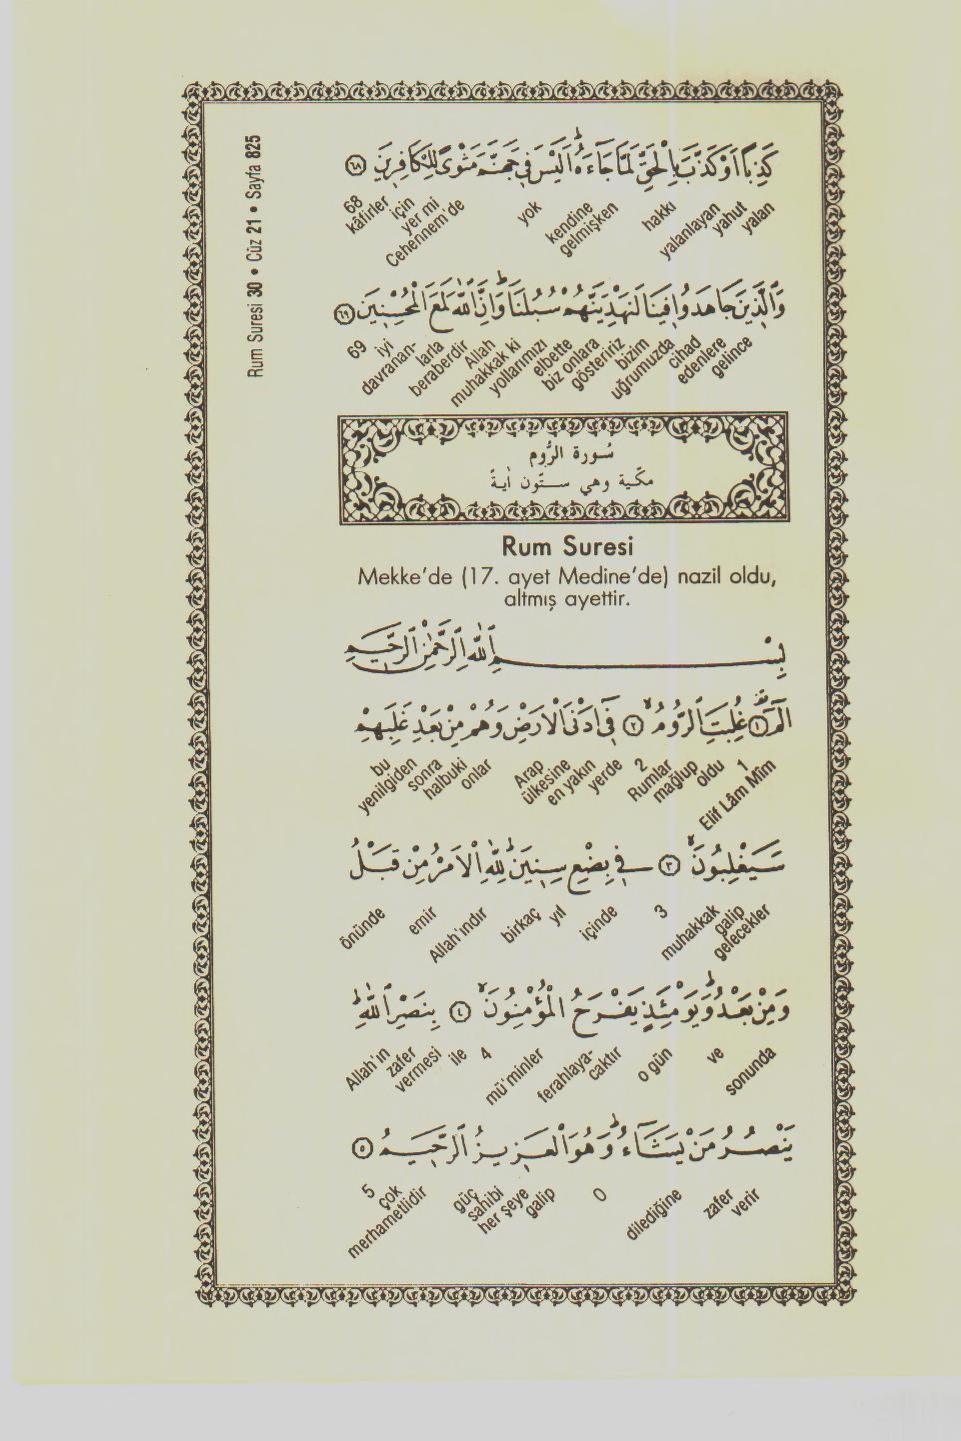 Rum Suresi 30 • Cüz 21 • Sayfa 825
كَذِبًا اَوْ كَذَّبَ بِالْحَقِّ لَمَّا جَاءَهُۜ اَلَيْسَ ف۪ي جَهَنَّمَ مَثْوًى لِلْكَافِر۪ينَ ﴿٦٨﴾
yalan yahut yalanlayan hakkı kendine gelmişken yok Cehennem'de yer mi için kâfirler 68
وَالَّذ۪ينَ جَاهَدُوا ف۪ينَا لَنَهْدِيَنَّهُمْ سُبُلَنَاۜ وَاِنَّ اللّٰهَ لَمَعَ الْمُحْسِن۪ينَ ﴿٦٩﴾
gelince edenlere cihad uğrumuzda bizim gösteririz biz onlara elbette yollarımızı muhakkak ki Allah beraberdir larla davranan- iyi 69
سُورة الرُّوم
مكّية وهي ستّون اٰيةً
Rum Suresi
Mekke'de (17. ayet Medine'de) nazil oldu,
altmış ayettir.
بِسْمِ اللّٰهِ الرَّحْمٰنِ الرَّح۪يمِ
الٓمٓ ﴿١﴾ غُلِبَتِ الرُّومُۙ ﴿٢﴾ ف۪ٓي اَدْنَى الْاَرْضِ وَهُمْ مِنْ بَعْدِ غَلَبِهِمْ
Elif Lâm Mîm 1 oldu mağlup Rumlar 2 yerde en yakın ülkesine Arap onlar halbuki sonra yenilgiden bu
سَيَغْلِبُونَۙ ﴿٣﴾ ف۪ي بِضْعِ سِن۪ينَۜ لِلّٰهِ الْاَمْرُ مِنْ قَبْلُ
gelecekler galip muhakkak 3 içinde yıl birkaç Allah'ındır emir önünde
وَمِنْ بَعْدُۜ وَيَوْمَئِذٍ يَفْرَحُ الْمُؤْمِنُونَۙ ﴿٤﴾ بِنَصْرِ اللّٰهِۜ
sonunda ve o gün ferahlaya- caktır mü'minler 4 ile vermesi zafer Allah'ın
يَنْصُرُ مَنْ يَشَاءُۜ وَهُوَ الْعَز۪يزُ الرَّح۪يمُ ﴿٥﴾
verir zafer dilediğine O galip her şeye sahibi güç merhametlidir çok 5